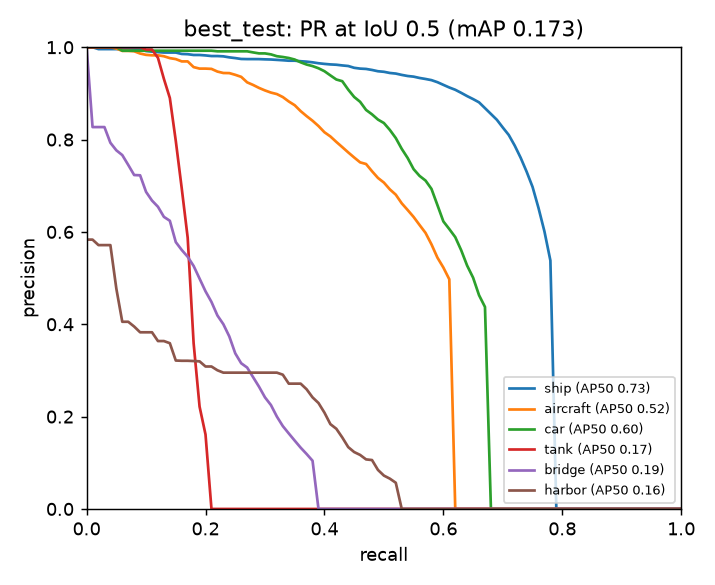 best_test: PR at IoU 0.5 (mAP 0.173)
precision
1.0
0.8
0.6
0.4
0.2
0.0
ship (AP50 0.73)
aircraft (AP50 0.52)
car (AP50 0.60)
tank (AP50 0.17)
bridge (AP50 0.19)
harbor (AP50 0.16)
0.0 0.2 0.4 0.6 0.8 1.0
recall